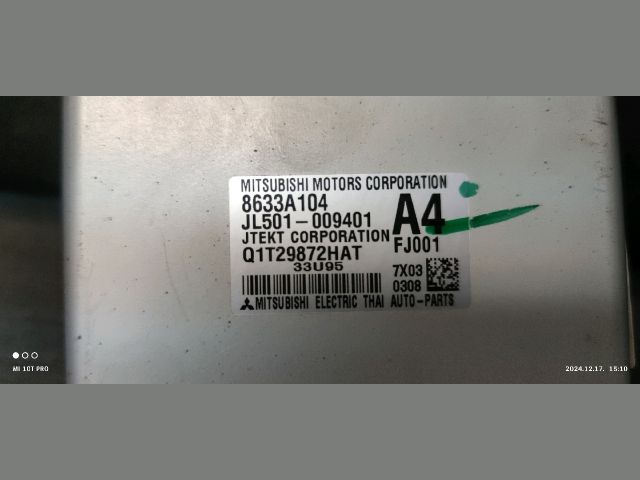 MITSUBISHI MOTORS CORPORATION
8633A104
JL501-009401
A4
JTEKT CORPORATION
FJ001
Q1T29872HAT
33U95
7X03
0308
MITSUBISHI ELECTRIC THAI AUTO-PARTS
MI 10T PRO
2024.12.17. 15:10